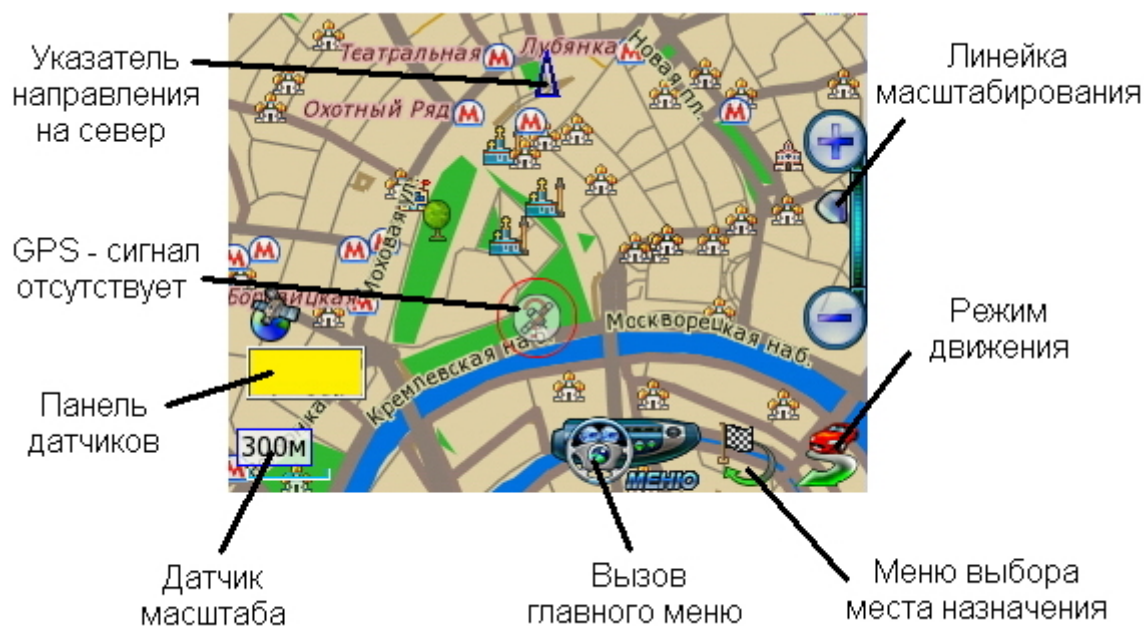 Указатель
направления
на север
Линейка
масштабирования
Театральная
Лубянка
Новая пл.
Охотный Ряд
Моховая ул.
GPS - сигнал
отсутствует
Москворецкая наб.
Кремлевская
Режим
движения
Панель
датчиков
300м
МЕНЮ
Датчик
масштаба
Вызов
главного меню
Меню выбора
места назначения